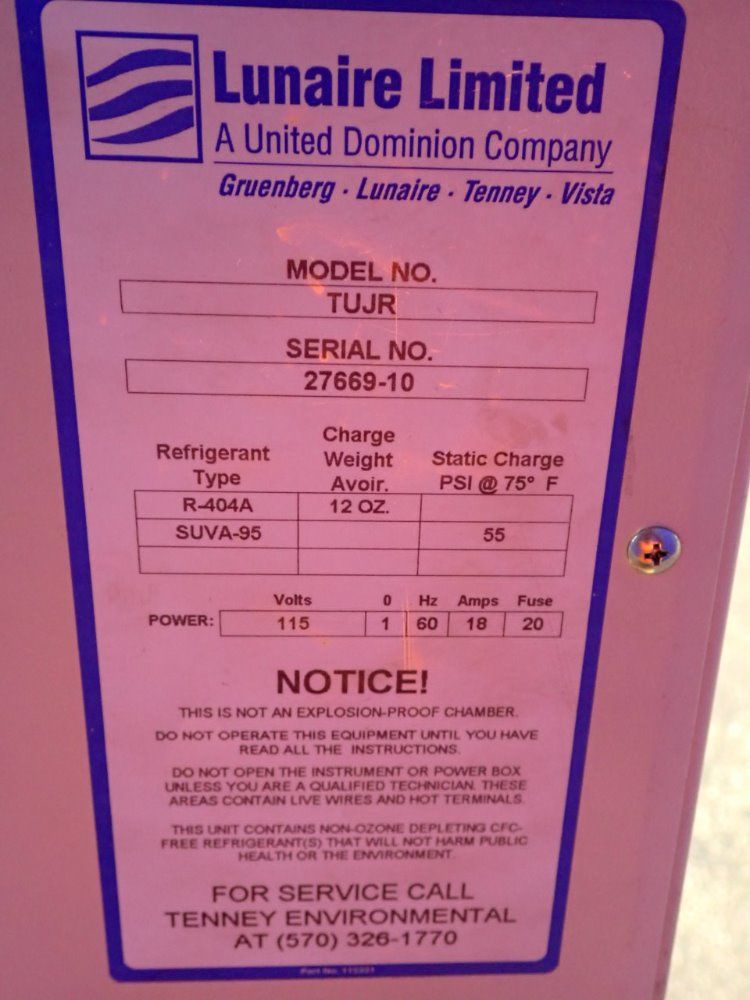 Lunaire Limited
A United Dominion Company
Gruenberg · Lunaire · Tenney · Vista
MODEL NO.
TUJR
SERIAL NO.
27669-10
Refrigerant Type Charge Weight Avoir. Static Charge PSI @ 75° F
R-404A 12 OZ.
SUVA-95 55
Volts 0 Hz Amps Fuse
POWER: 115 1 60 18 20
NOTICE!
THIS IS NOT AN EXPLOSION-PROOF CHAMBER.
DO NOT OPERATE THIS EQUIPMENT UNTIL YOU HAVE
READ ALL THE INSTRUCTIONS.
DO NOT OPEN THE INSTRUMENT OR POWER BOX
UNLESS YOU ARE A QUALIFIED TECHNICIAN. THESE
AREAS CONTAIN LIVE WIRES AND HOT TERMINALS.
THIS UNIT CONTAINS NON-OZONE DEPLETING CFC-
FREE REFRIGERANT(S) THAT WILL NOT HARM PUBLIC
HEALTH OR THE ENVIRONMENT.
FOR SERVICE CALL
TENNEY ENVIRONMENTAL
AT (570) 326-1770
Part No.